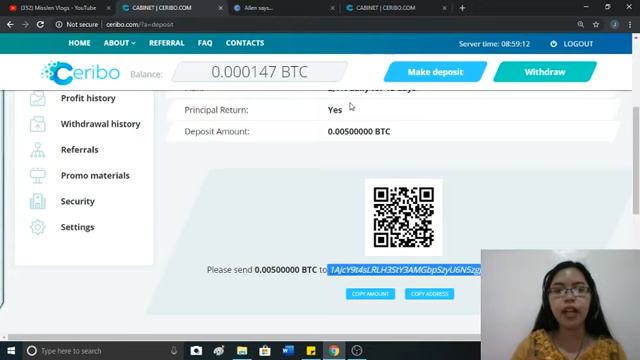 (352) MissJen Vlogs - YouTube
CABINET | CERIBO.COM
Allen says...
CABINET | CERIBO.COM
Not secure | ceribo.com/?a=deposit
HOME ABOUT REFERRAL FAQ CONTACTS Server time: 08:59:12 LOGOUT
Ceribo Balance: 0.000147 BTC Make deposit Withdraw
Profit history
Withdrawal history
Referrals
Promo materials
Security
Settings
Principal Return: Yes
Deposit Amount: 0.00500000 BTC
Please send 0.00500000 BTC to
COPY AMOUNT COPY ADDRESS
Type here to search